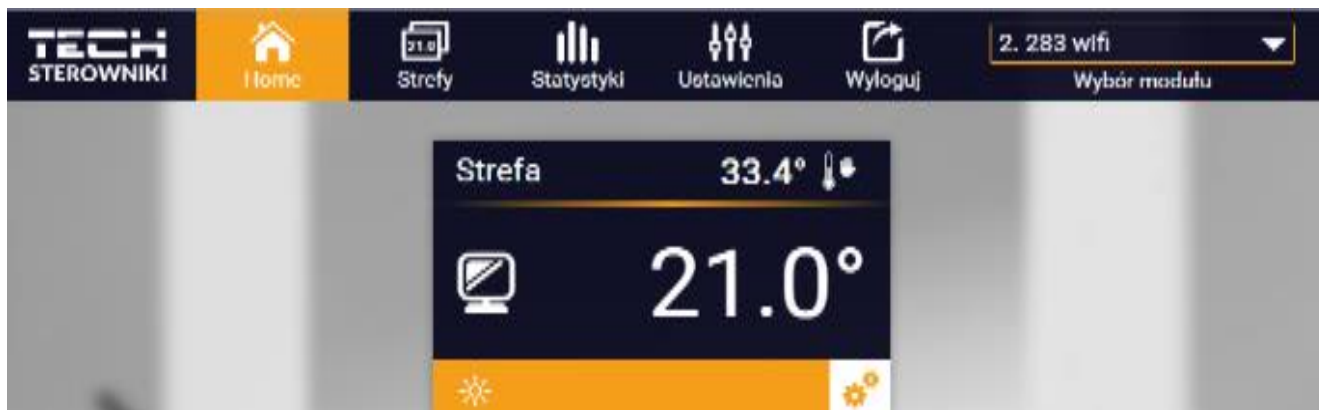 TECH
STEROWNIKI
Home
21.0
Strefy
Statystyki
Ustawienia
Wyloguj
2. 283 wifi
Wybór modułu
Strefa
33.4°
21.0°